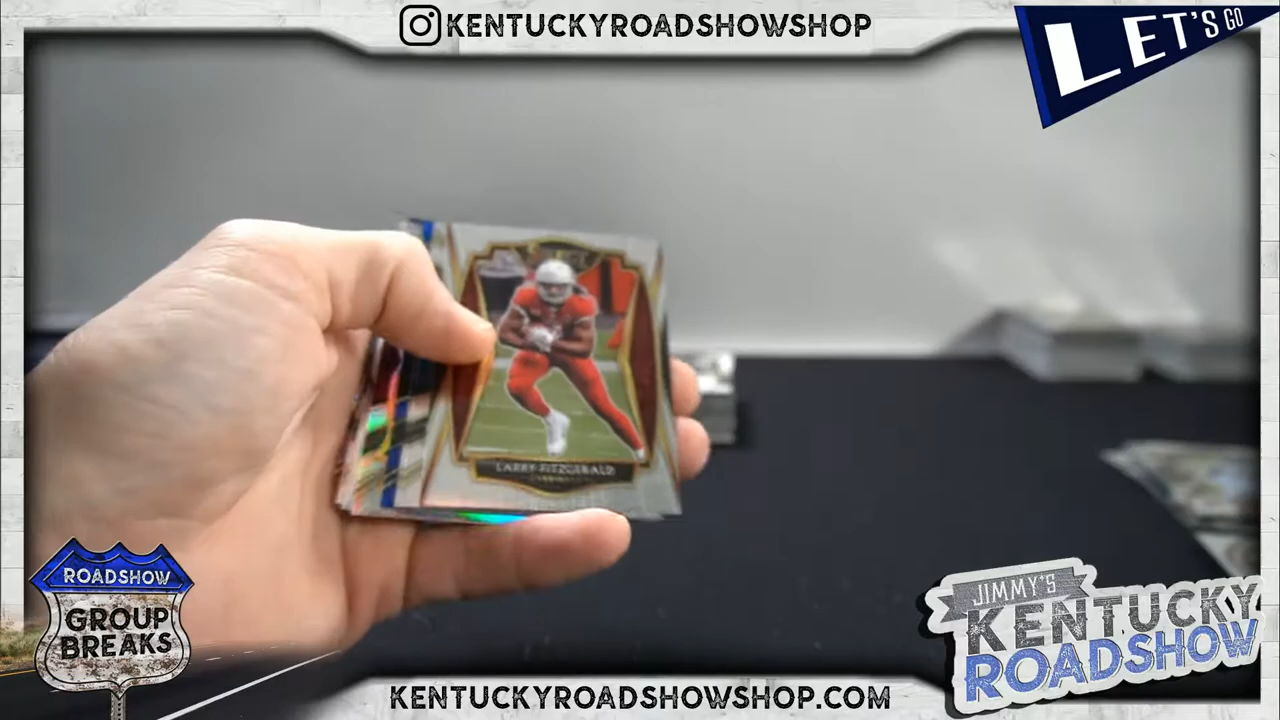 KENTUCKYROADSHOWSHOP
LET'S GO
LARRY FITZGERALD
ROADSHOW
GROUP
BREAKS
JIMMY'S
KENTUCKY
ROADSHOW
KENTUCKYROADSHOWSHOP.COM